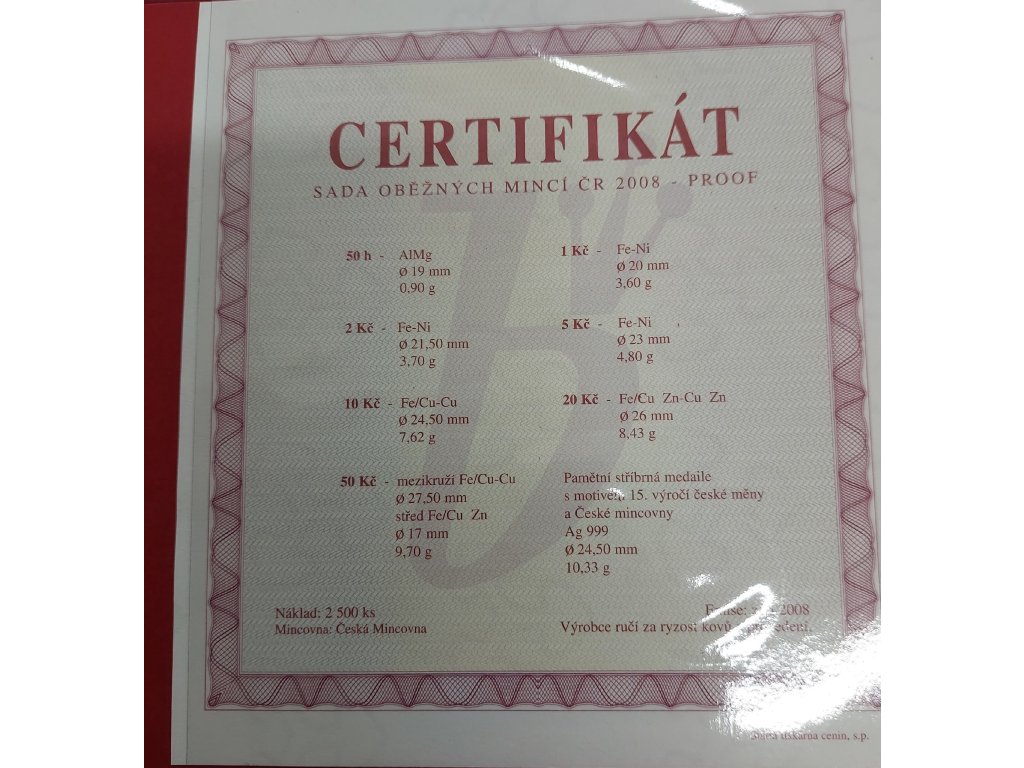 CERTIFIKÁT
SADA OBĚŽNÝCH MINCÍ ČR 2008 - PROOF
50 h - AlMg
Ø 19 mm
0,90 g
1 Kč - Fe-Ni
Ø 20 mm
3,60 g
2 Kč - Fe-Ni
Ø 21,50 mm
3,70 g
5 Kč - Fe-Ni
Ø 23 mm
4,80 g
10 Kč - Fe/Cu-Cu
Ø 24,50 mm
7,62 g
20 Kč - Fe/Cu Zn-Cu Zn
Ø 26 mm
8,43 g
50 Kč - mezikruží Fe/Cu-Cu
Ø 27,50 mm
střed Fe/Cu Zn
Ø 17 mm
9,70 g
Pamětní stříbrná medaile
s motivem 15. výročí české měny
a České mincovny
Ag 999
Ø 24,50 mm
10,33 g
Náklad: 2 500 ks
Mincovna: Česká Mincovna
2008
Výrobce ručí za ryzost kovů
tiskárna cenin, s.p.